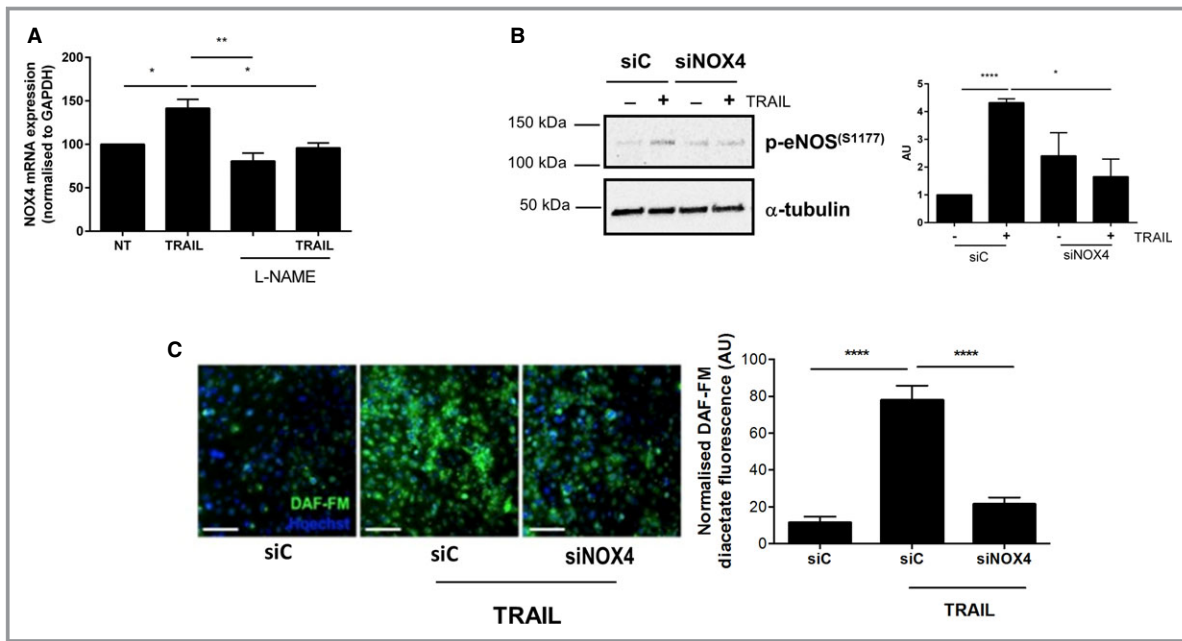 A
NOX4 mRNA expression
(normalised to GAPDH)
200
150
100
50
0
**
*
*
NT
TRAIL
-
TRAIL
L-NAME
B
siC
siNOX4
–
+
–
+
TRAIL
150 kDa
100 kDa
p-eNOS(S1177)
50 kDa
α-tubulin
AU
5
4
3
2
1
0
****
*
-
+
-
+
TRAIL
siC
siNOX4
C
DAF-FM
Hoechst
siC
siC
siNOX4
TRAIL
Normalised DAF-FM
diacetate fluorescence (AU)
100
80
60
40
20
0
****
****
siC
siC
siNOX4
TRAIL